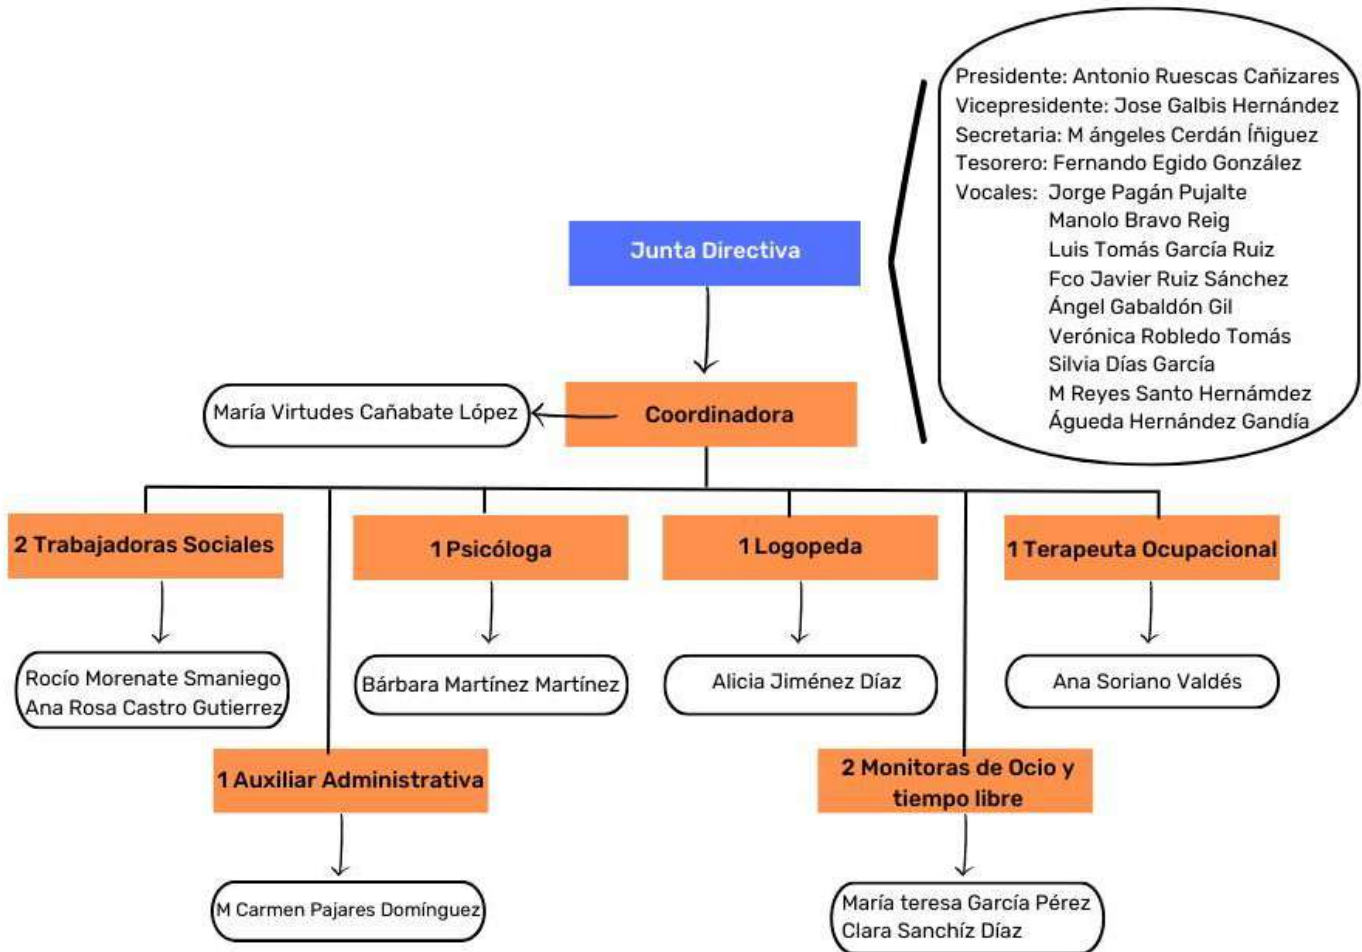 Presidente: Antonio Ruescas Cañizares
Vicepresidente: Jose Galbis Hernández
Secretaria: M ángeles Cerdán Íñiguez
Tesorero: Fernando Egido González
Vocales: Jorge Pagán Pujalte
Manolo Bravo Reig
Luis Tomás García Ruiz
Fco Javier Ruiz Sánchez
Ángel Gabaldón Gil
Verónica Robledo Tomás
Silvia Días García
M Reyes Santo Hernámdez
Águeda Hernández Gandía
Junta Directiva
María Virtudes Cañabate López
Coordinadora
2 Trabajadoras Sociales
1 Psicóloga
1 Logopeda
1 Terapeuta Ocupacional
Rocío Morenate Smaniego
Ana Rosa Castro Gutierrez
Bárbara Martínez Martínez
Alicia Jiménez Díaz
Ana Soriano Valdés
1 Auxiliar Administrativa
2 Monitoras de Ocio y
tiempo libre
M Carmen Pajares Domínguez
María teresa García Pérez
Clara Sanchíz Díaz